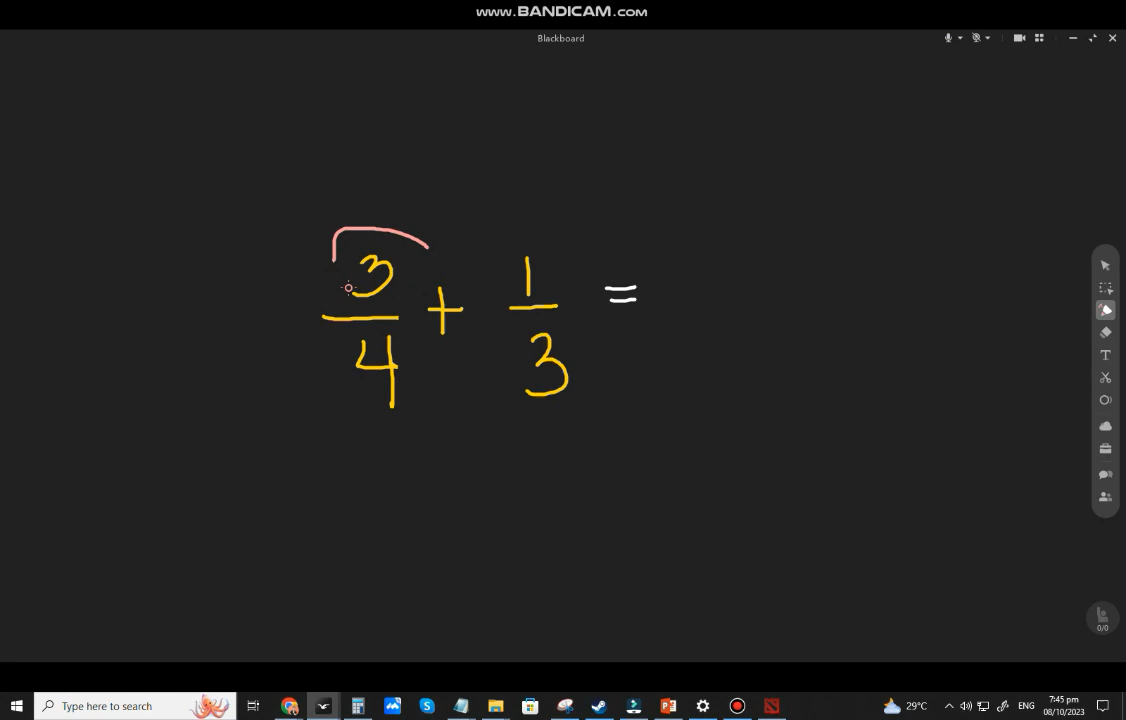 www.BANDICAM.com
Blackboard
3/4 + 1/3 =
T
0/0
Type here to search
29°C
ENG
7:45 pm
08/10/2023